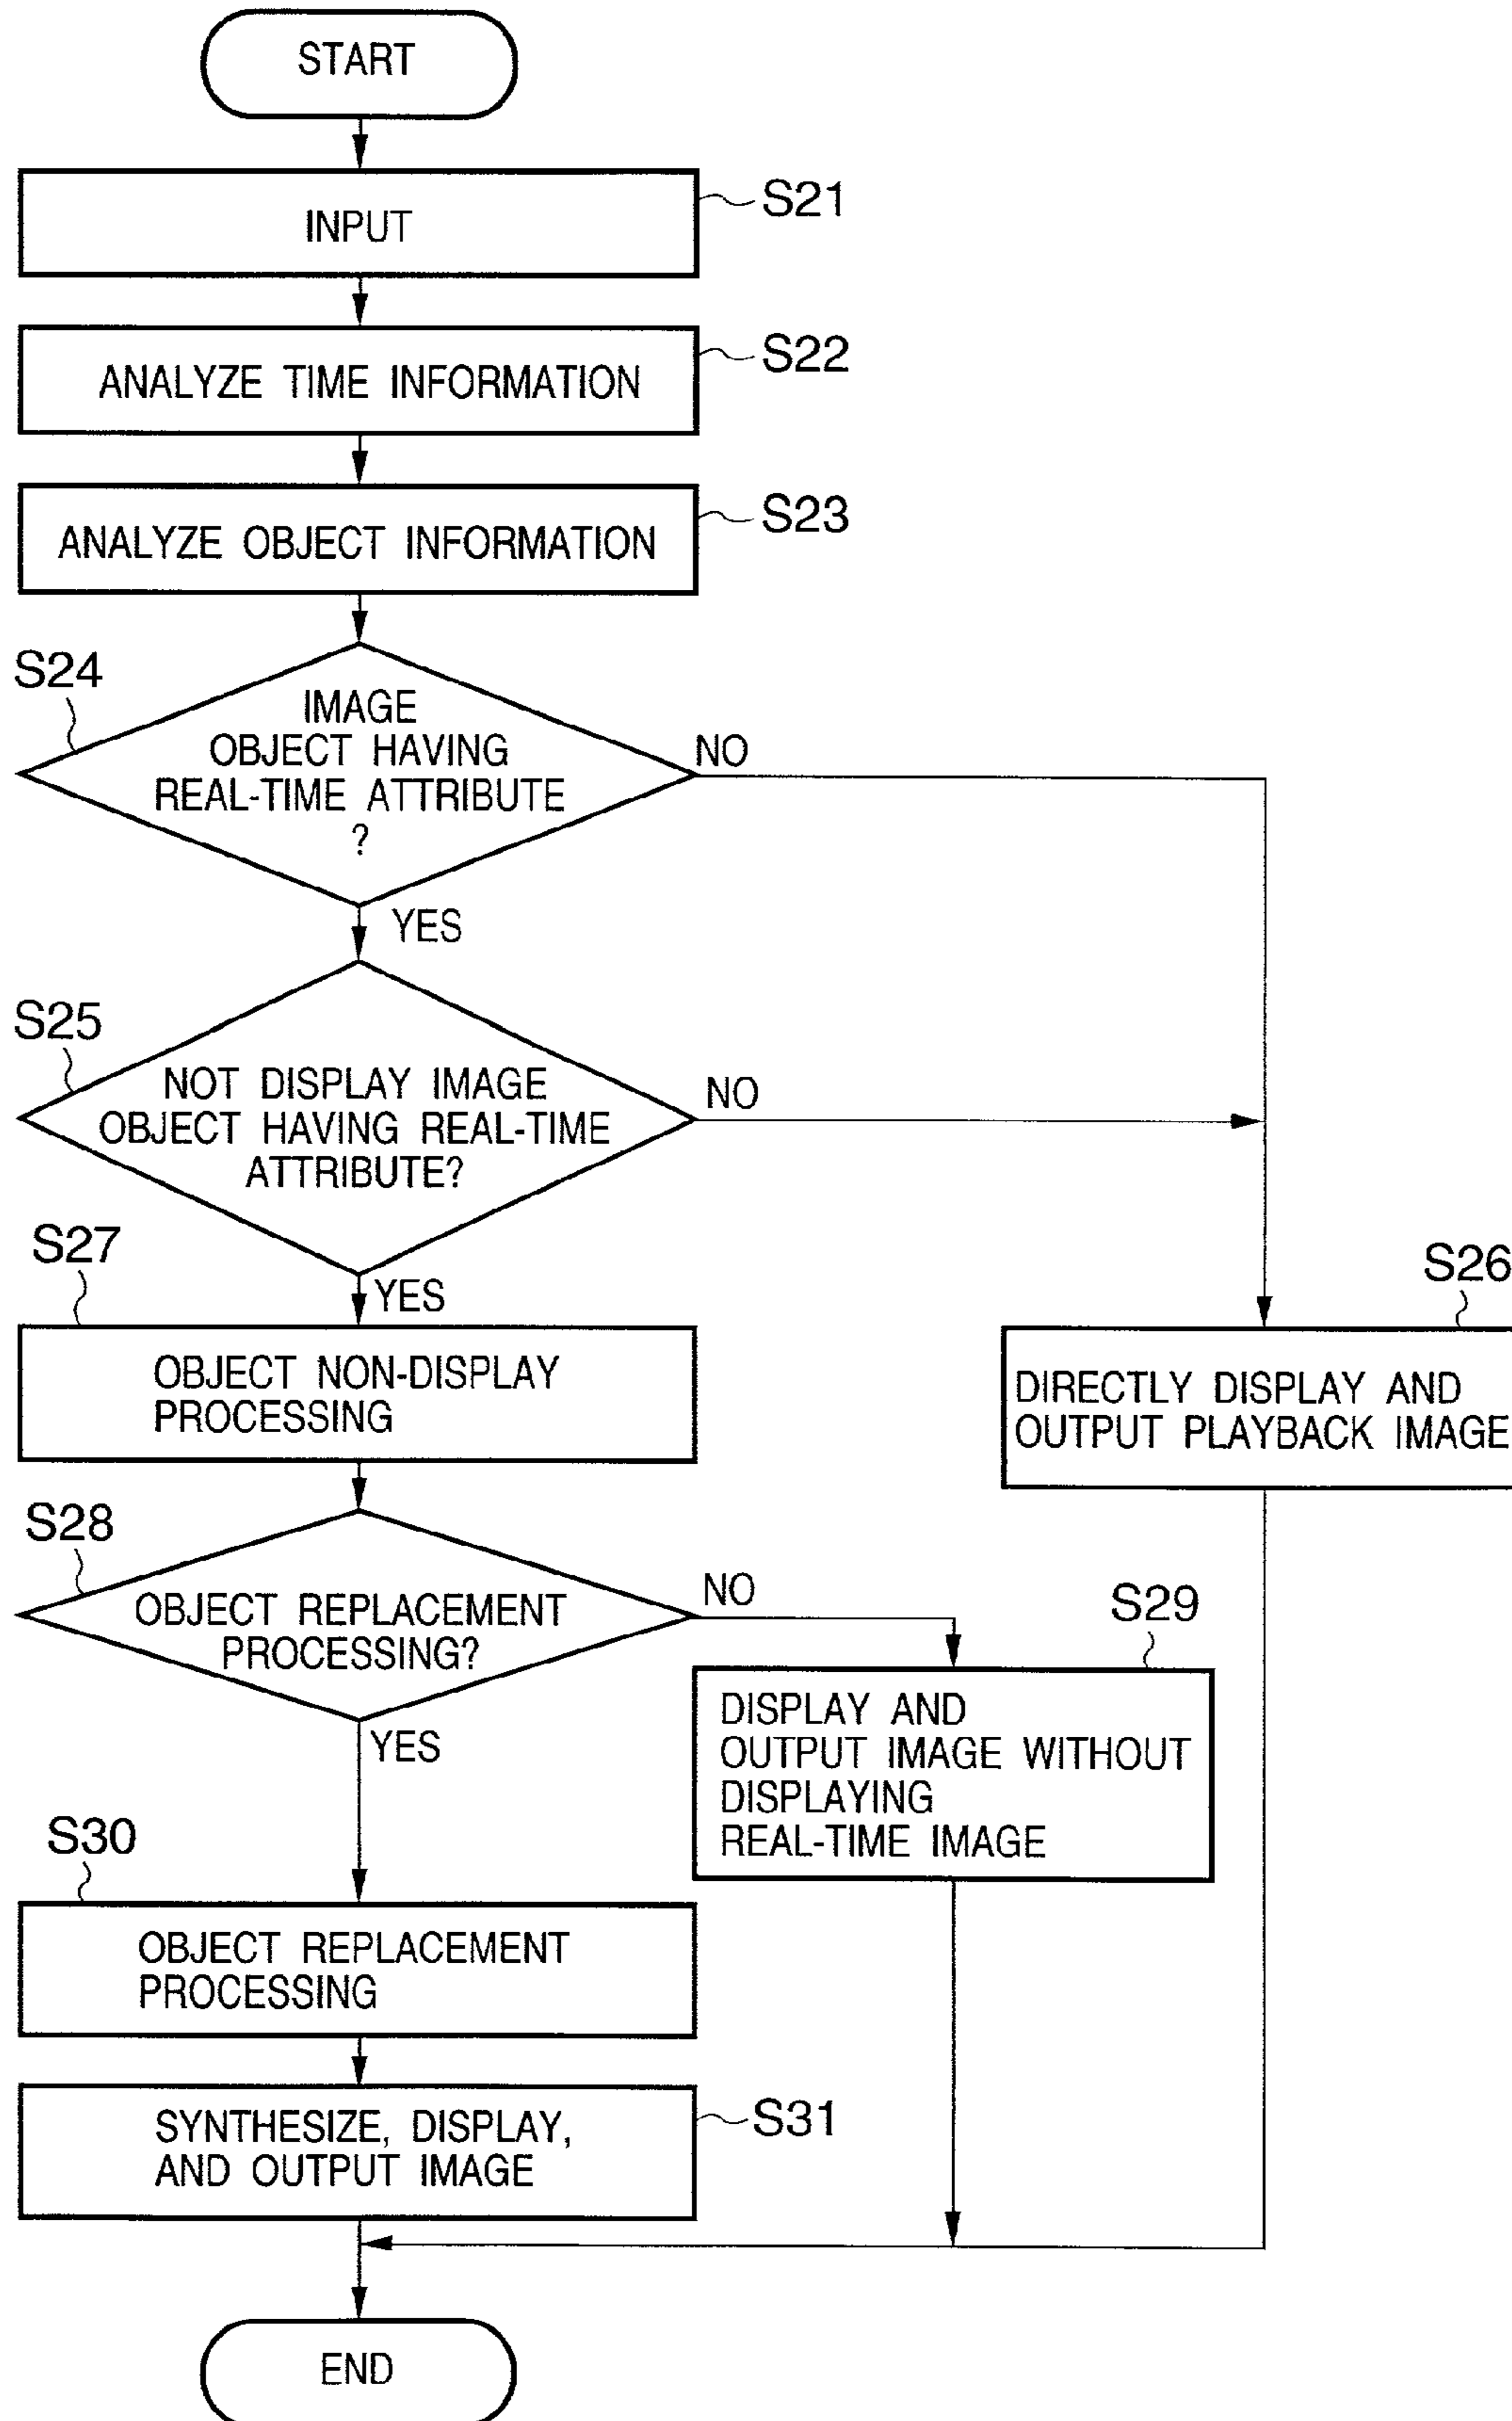 START
INPUT
S21
ANALYZE TIME INFORMATION
S22
ANALYZE OBJECT INFORMATION
S23
S24
IMAGE
OBJECT HAVING
REAL-TIME ATTRIBUTE
?
NO
YES
S25
NOT DISPLAY IMAGE
OBJECT HAVING REAL-TIME
ATTRIBUTE?
NO
YES
S27
OBJECT NON-DISPLAY
PROCESSING
S26
DIRECTLY DISPLAY AND
OUTPUT PLAYBACK IMAGE
S28
OBJECT REPLACEMENT
PROCESSING?
NO
YES
S29
DISPLAY AND
OUTPUT IMAGE WITHOUT
DISPLAYING
REAL-TIME IMAGE
S30
OBJECT REPLACEMENT
PROCESSING
SYNTHESIZE, DISPLAY,
AND OUTPUT IMAGE
S31
END